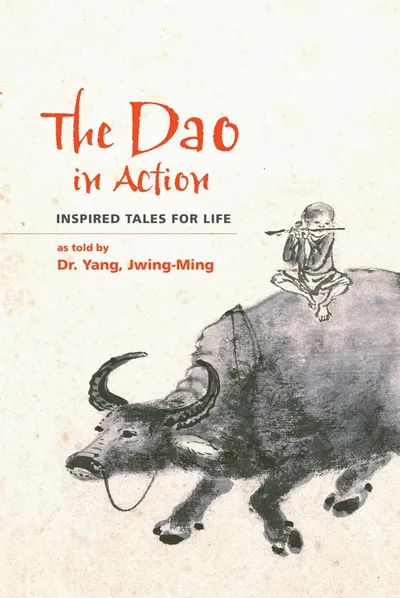 The Dao
in Action
INSPIRED TALES FOR LIFE
as told by
Dr. Yang, Jwing-Ming